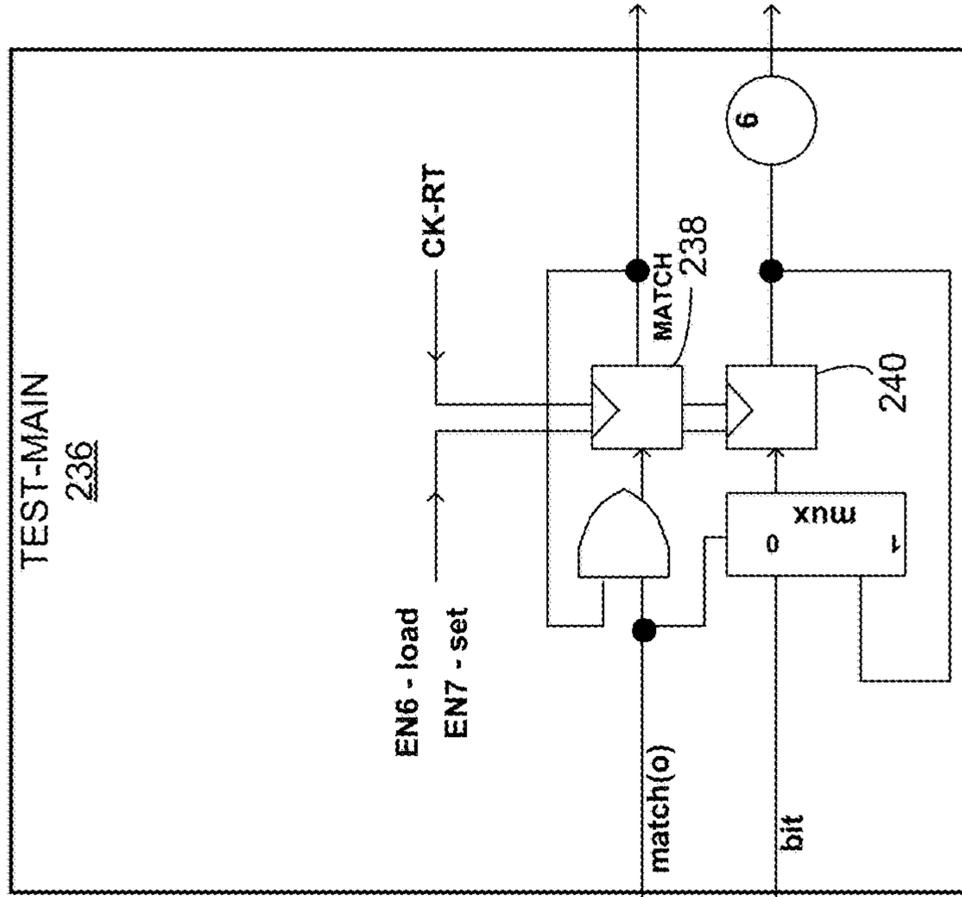 TEST-MAIN
236
CK-RT
EN6 - load
EN7 - set
6
MATCH
238
240
mux
0
1
match(o)
bit